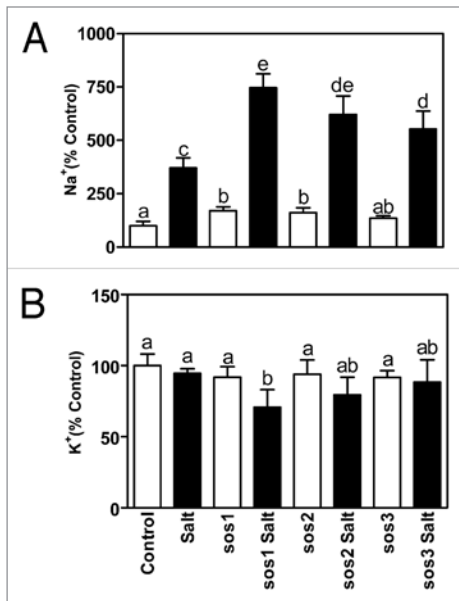 A
Na⁺(% Control)
1000
750
500
250
0
a
c
b
e
b
de
ab
d
B
K⁺(% Control)
150
100
50
0
a
a
a
b
a
ab
a
ab
Control
Salt
sos1
sos1 Salt
sos2
sos2 Salt
sos3
sos3 Salt